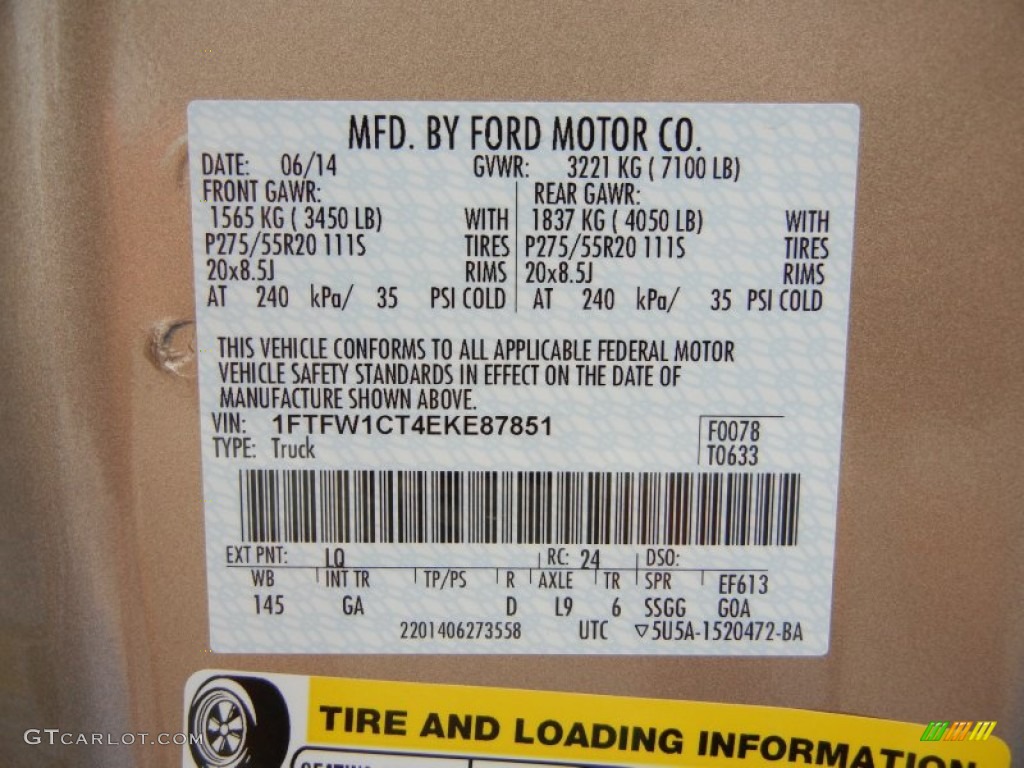 MFD. BY FORD MOTOR CO.
DATE: 06/14 GVWR: 3221 KG ( 7100 LB)
FRONT GAWR: REAR GAWR:
1565 KG ( 3450 LB) WITH 1837 KG ( 4050 LB) WITH
P275/55R20 111S TIRES P275/55R20 111S TIRES
20x8.5J RIMS 20x8.5J RIMS
AT 240 kPa/ 35 PSI COLD AT 240 kPa/ 35 PSI COLD
THIS VEHICLE CONFORMS TO ALL APPLICABLE FEDERAL MOTOR
VEHICLE SAFETY STANDARDS IN EFFECT ON THE DATE OF
MANUFACTURE SHOWN ABOVE.
VIN: 1FTFW1CT4EKE87851 F0078
TYPE: Truck T0633
EXT PNT: LQ RC: 24 DSO:
WB INT TR TP/PS R AXLE TR SPR EF613
145 GA D L9 6 SSGG GOA
2201406273558 UTC ▽5U5A-1520472-BA
TIRE AND LOADING INFORMATION
GTCARLOT.COM